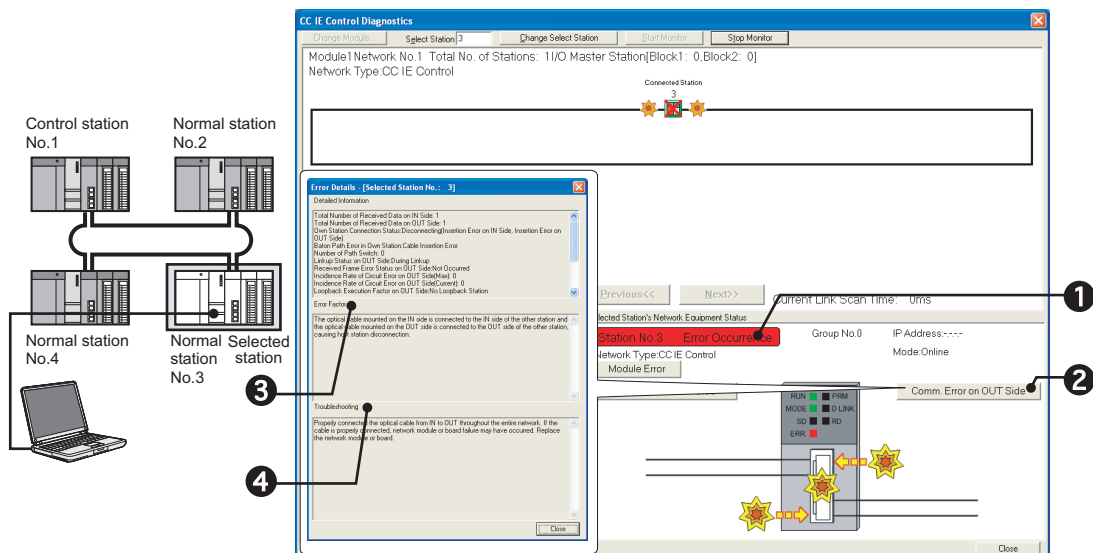 CC IE Control Diagnostics
Change Module... Select Station 3 Change Select Station Start Monitor Stop Monitor
Module1Network No.1 Total No. of Stations: 1I/O Master Station[Block1: 0,Block2: 0]
Network Type:CC IE Control
Connected Station
3
Control station
No.1
Normal station
No.2
Normal station
No.4
Normal
station
No.3
Selected
station
Error Details - [Selected Station No.: 3]
Detailed Information
Total Number of Received Data on IN Side: 1
Total Number of Received Data on OUT Side: 1
Own Station Connection Status:Disconnecting(Insertion Error on IN Side, Insertion Error on
OUT Side)
Baton Path Error in Own Station:Cable Insertion Error
Number of Path Switch: 0
Linkup Status on OUT Side:During Linkup
Received Frame Error Status on OUT Side:Not Occurred
Incidence Rate of Circuit Error on OUT Side(Max): 0
Incidence Rate of Circuit Error on OUT Side(Current): 0
Loopback Execution Factor on OUT Side:No Loopback Station
Error Factor
The optical cable mounted on the IN side is connected to the IN side of the other station and
the optical cable mounted on the OUT side is connected to the OUT side of the other station,
causing host station disconnection.
Troubleshooting
Properly connected the optical cable from IN to OUT throughout the entire network. If the
cable is properly connected, network module or board failure may have occurred. Replace
the network module or board.
Close
Previous<< Next>>
Current Link Scan Time: 0ms
elected Station's Network Equipment Status
Station No.3 Error Occurrence
Group No.0 IP Address:-.-.-.-
Network Type:CC IE Control
Mode:Online
Module Error
Comm. Error on OUT Side
RUN PRM
MODE D LINK
SD RD
ERR.
Close
1
2
3
4